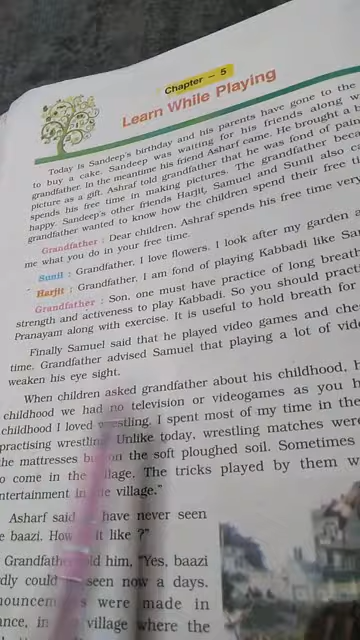 Chapter – 5
Learn While Playing
Today is Sandeep's birthday and his parents have gone to the
to buy a cake. Sandeep was waiting for his friends along w
grandfather. In the meantime his friend Ashraf came. He brought a b
picture as a gift. Ashraf told grandfather that he was fond of pain
spends his free time in making pictures. The grandfather bec
happy. Sandeep's other friends Harjit, Samuel and Sunil also ca
grandfather wanted to know how the children spend their free t
Grandfather : Dear children, Ashraf spends his free time very
me what you do in your free time.
Sunil : Grandfather, I love flowers. I look after my garden a
Harjit : Grandfather, I am fond of playing Kabbadi like Sa
Grandfather : Son, one must have practice of long breath
strength and activeness to play Kabbadi. So you should pract
Pranayam along with exercise. It is useful to hold breath for
Finally Samuel said that he played video games and che
time. Grandfather advised Samuel that playing a lot of vid
weaken his eye sight.
When children asked grandfather about his childhood, h
childhood we had no television or videogames as you h
childhood I loved wrestling. I spent most of my time in the
practising wrestling. Unlike today, wrestling matches were
the mattresses but on the soft ploughed soil. Sometimes
o come in the village. The tricks played by them w
ntertainment in the village."
Asharf said have never seen
e baazi. How it like ?"
Grandfather told him, "Yes, baazi
dly could seen now a days.
nouncem s were made in
ance, in village where the